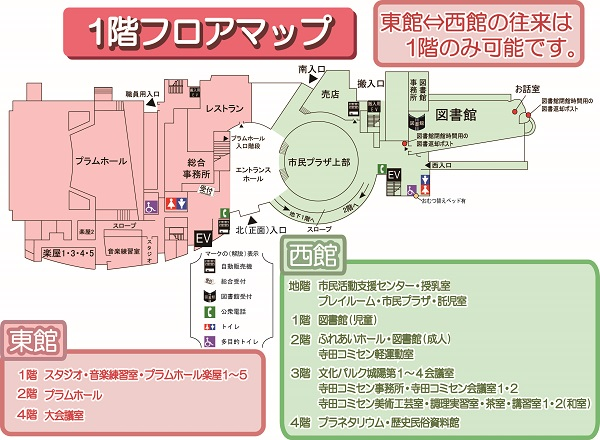 1階フロアマップ
東館⇔西館の往来は
1階のみ可能です。
南入口
搬入口
職員用入口
売店
レストラン
搬入用EV
図書館
事務所
図書館
お話室
図書館閉館時間用の
図書返却ポスト
図書館閉館時間用の
図書返却ポスト
プラムホール
入口階段
プラムホール
総合
事務所
受付
エントランス
ホール
市民プラザ上部
西入口
EV
おむつ替えベッド有
楽屋2
スロープ
楽屋1・3・4・5
音楽練習室
スタジオ
EV
北(正面)入口
地下1階へ
2階へ
スロープ
マークの(解説)表示
自動販売機
総合受付
図書館受付
公衆電話
トイレ
多目的トイレ
東館
1階 スタジオ・音楽練習室・プラムホール楽屋1～5
2階 プラムホール
4階 大会議室
西館
地階 市民活動支援センター・授乳室
プレイルーム・市民プラザ・託児室
1階 図書館(児童)
2階 ふれあいホール・図書館(成人)
寺田コミセン軽運動室
3階 文化パルク城陽第1～4会議室
寺田コミセン事務所・寺田コミセン会議室1・2
寺田コミセン美術工芸室・調理実習室・茶室・講習室1・2(和室)
4階 プラネタリウム・歴史民俗資料館